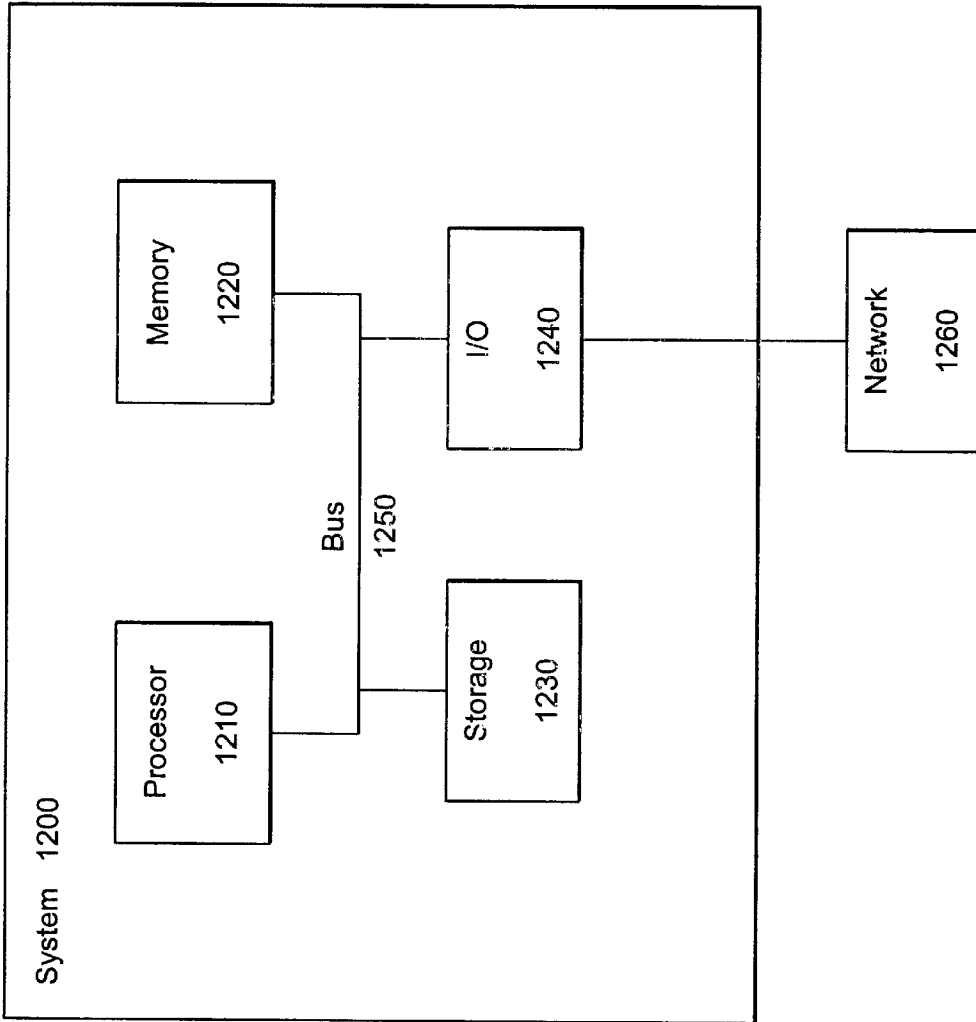 System 1200
Processor
1210
Memory
1220
Bus
1250
Storage
1230
I/O
1240
Network
1260